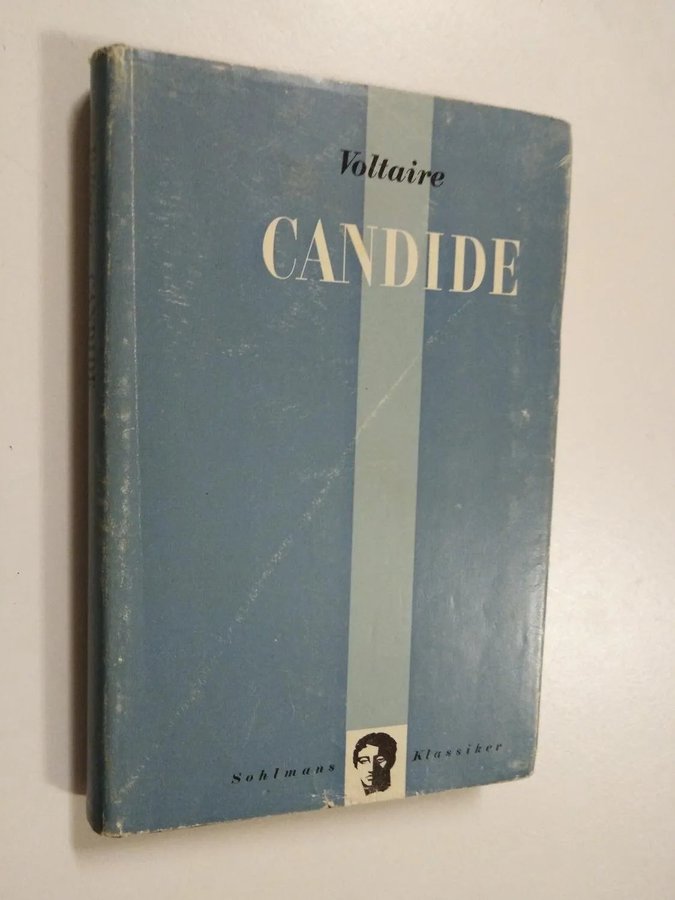 Voltaire
CANDIDE
Sohlmans Klassiker